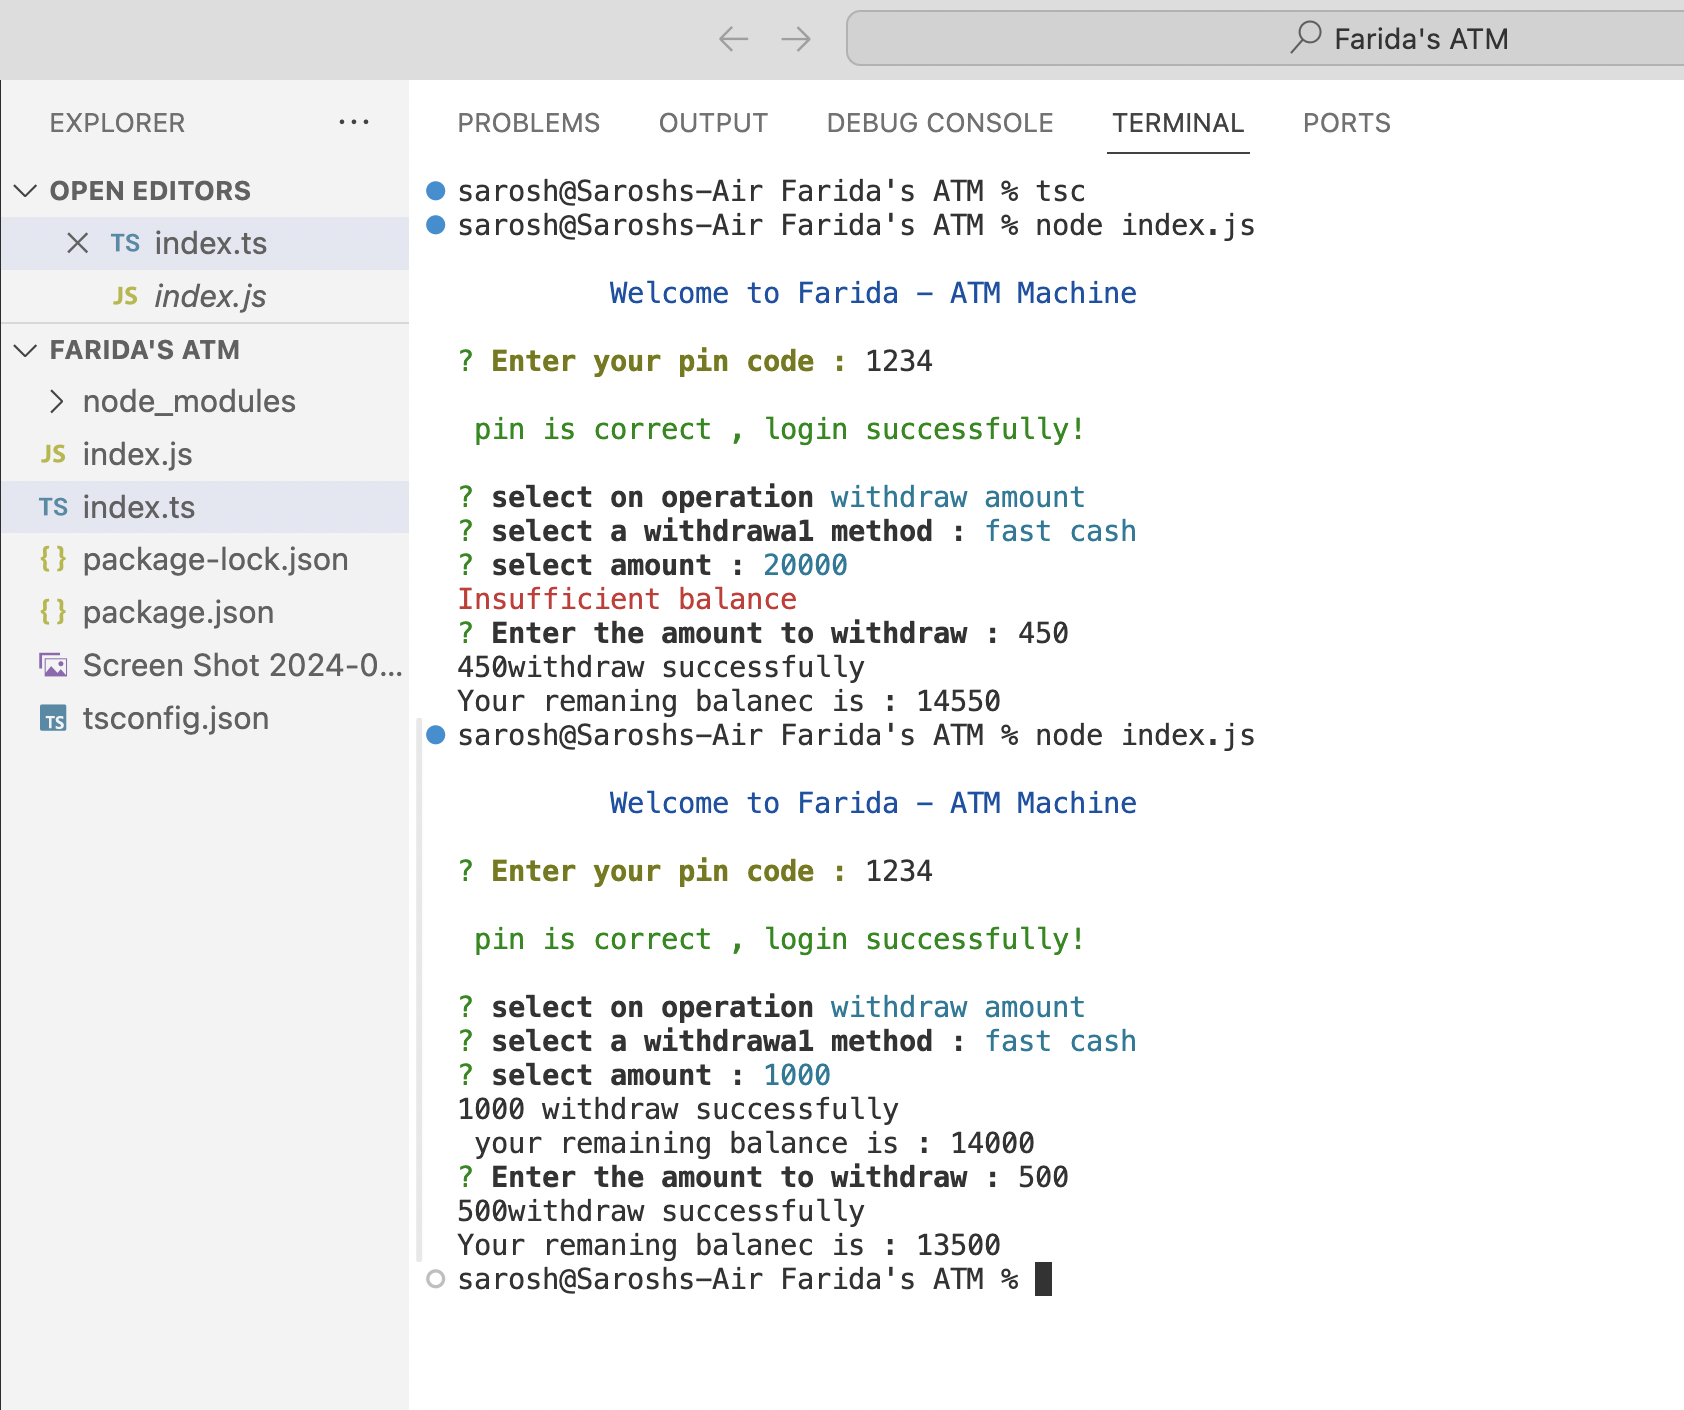 Farida's ATM
EXPLORER
OPEN EDITORS
TS index.ts
JS index.js
FARIDA'S ATM
node_modules
JS index.js
TS index.ts
{} package-lock.json
{} package.json
Screen Shot 2024-0...
TS tsconfig.json
PROBLEMS OUTPUT DEBUG CONSOLE TERMINAL PORTS
sarosh@Saroshs-Air Farida's ATM % tsc
sarosh@Saroshs-Air Farida's ATM % node index.js
Welcome to Farida - ATM Machine
? Enter your pin code : 1234
pin is correct , login successfully!
? select on operation withdraw amount
? select a withdrawa1 method : fast cash
? select amount : 20000
Insufficient balance
? Enter the amount to withdraw : 450
450withdraw successfully
Your remaning balanec is : 14550
sarosh@Saroshs-Air Farida's ATM % node index.js
Welcome to Farida - ATM Machine
? Enter your pin code : 1234
pin is correct , login successfully!
? select on operation withdraw amount
? select a withdrawa1 method : fast cash
? select amount : 1000
1000 withdraw successfully
your remaining balance is : 14000
? Enter the amount to withdraw : 500
500withdraw successfully
Your remaning balanec is : 13500
sarosh@Saroshs-Air Farida's ATM %